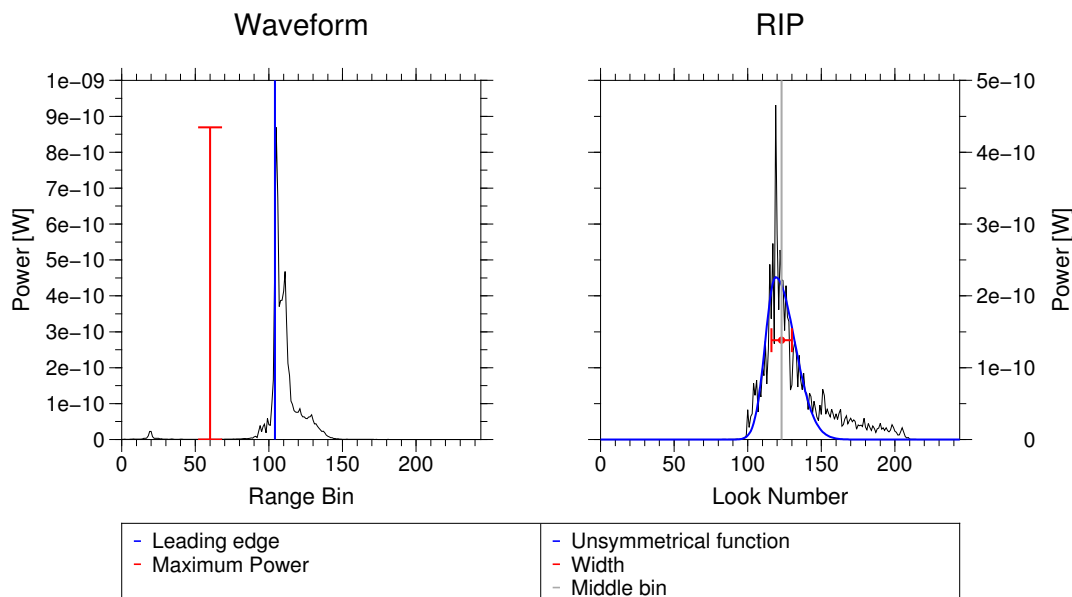 Waveform
RIP
1e−09
9e−10
8e−10
7e−10
6e−10
5e−10
4e−10
3e−10
2e−10
1e−10
0
Power [W]
0 50 100 150 200
Range Bin
5e−10
4e−10
3e−10
2e−10
1e−10
0
Power [W]
0 50 100 150 200
Look Number
Leading edge
Maximum Power
Unsymmetrical function
Width
Middle bin